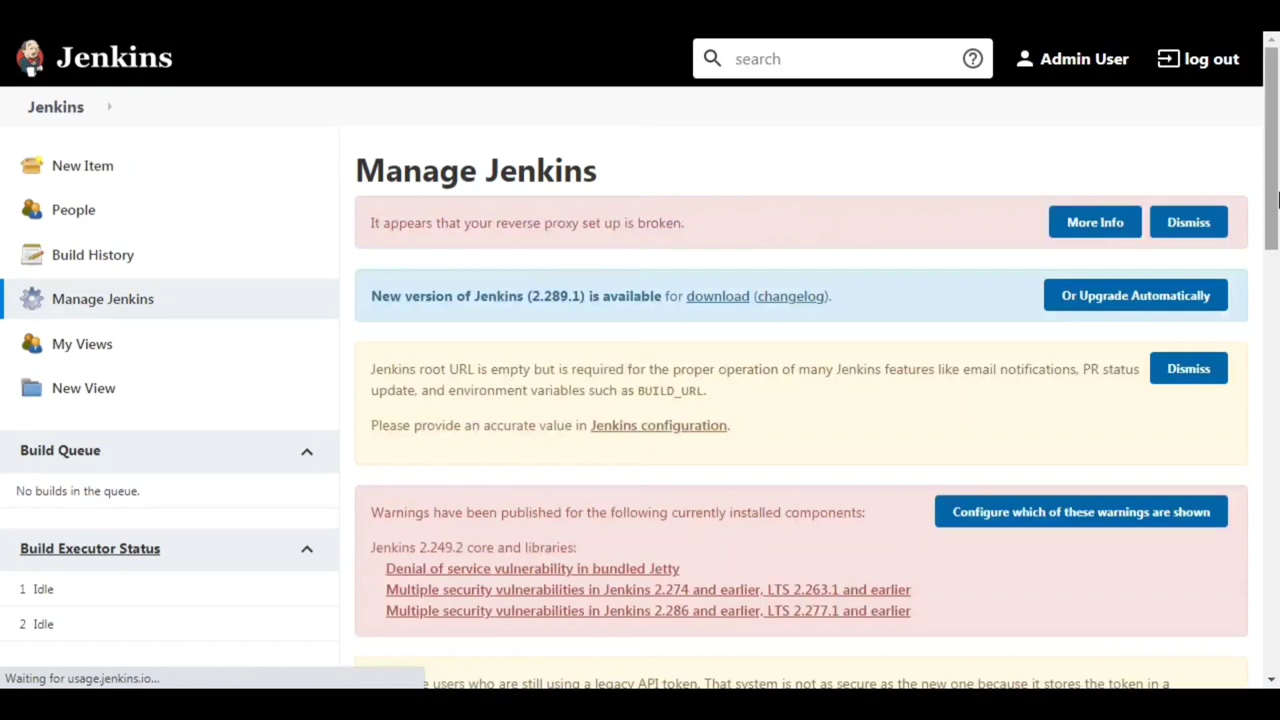 Jenkins
search
Admin User
log out
Jenkins
New Item
People
Build History
Manage Jenkins
My Views
New View
Build Queue
No builds in the queue.
Build Executor Status
1 Idle
2 Idle
Manage Jenkins
It appears that your reverse proxy set up is broken.
More Info
Dismiss
New version of Jenkins (2.289.1) is available for download (changelog).
Or Upgrade Automatically
Jenkins root URL is empty but is required for the proper operation of many Jenkins features like email notifications, PR status
update, and environment variables such as BUILD_URL.
Dismiss
Please provide an accurate value in Jenkins configuration.
Warnings have been published for the following currently installed components:
Configure which of these warnings are shown
Jenkins 2.249.2 core and libraries:
Denial of service vulnerability in bundled Jetty
Multiple security vulnerabilities in Jenkins 2.274 and earlier, LTS 2.263.1 and earlier
Multiple security vulnerabilities in Jenkins 2.286 and earlier, LTS 2.277.1 and earlier
users who are still using a legacy API token. That system is not as secure as the new one because it stores the token in a
Waiting for usage.jenkins.io...